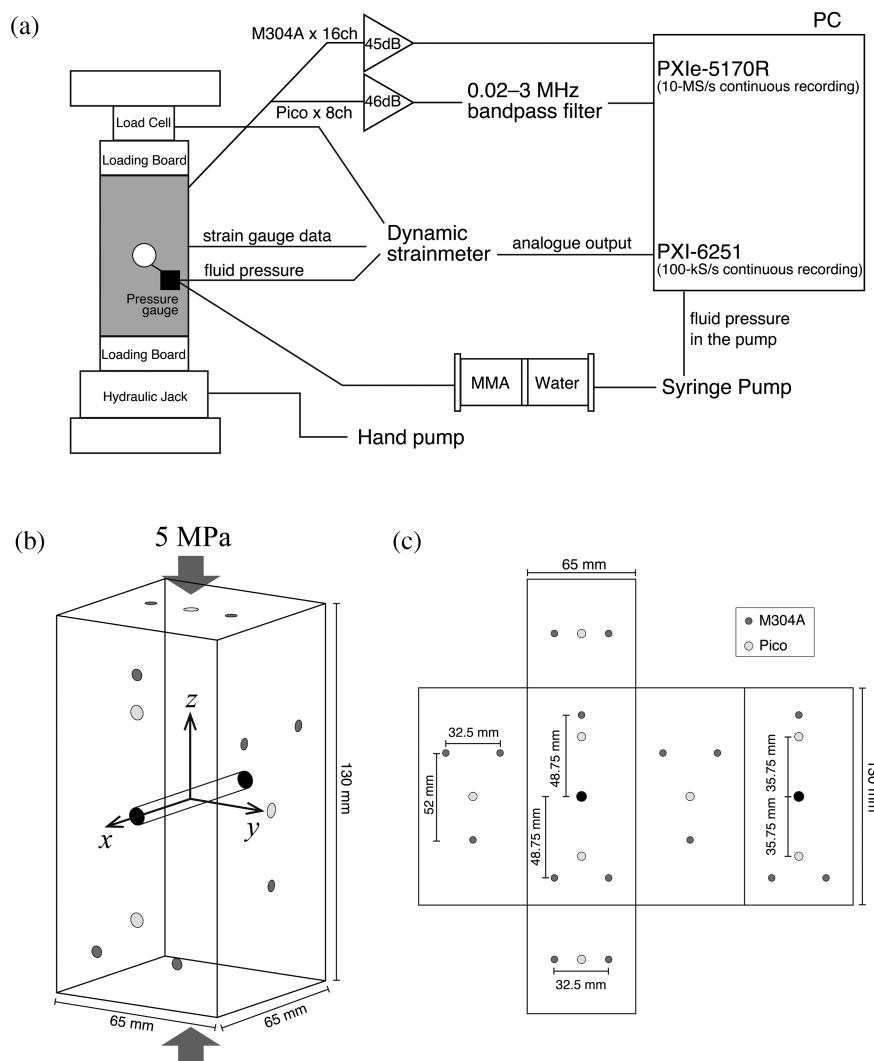 (a)
PC
M304A x 16ch
45dB
PXIe-5170R
(10-MS/s continuous recording)
46dB
0.02–3 MHz
bandpass filter
Pico x 8ch
Load Cell
Loading Board
strain gauge data
Dynamic
strainmeter
analogue output
PXI-6251
(100-kS/s continuous recording)
fluid pressure
Pressure
gauge
fluid pressure
in the pump
Loading Board
MMA
Water
Syringe Pump
Hydraulic Jack
Hand pump
(b)
5 MPa
z
x
y
130 mm
65 mm
65 mm
(c)
65 mm
M304A
Pico
32.5 mm
52 mm
48.75 mm
48.75 mm
35.75 mm
35.75 mm
130 mm
32.5 mm